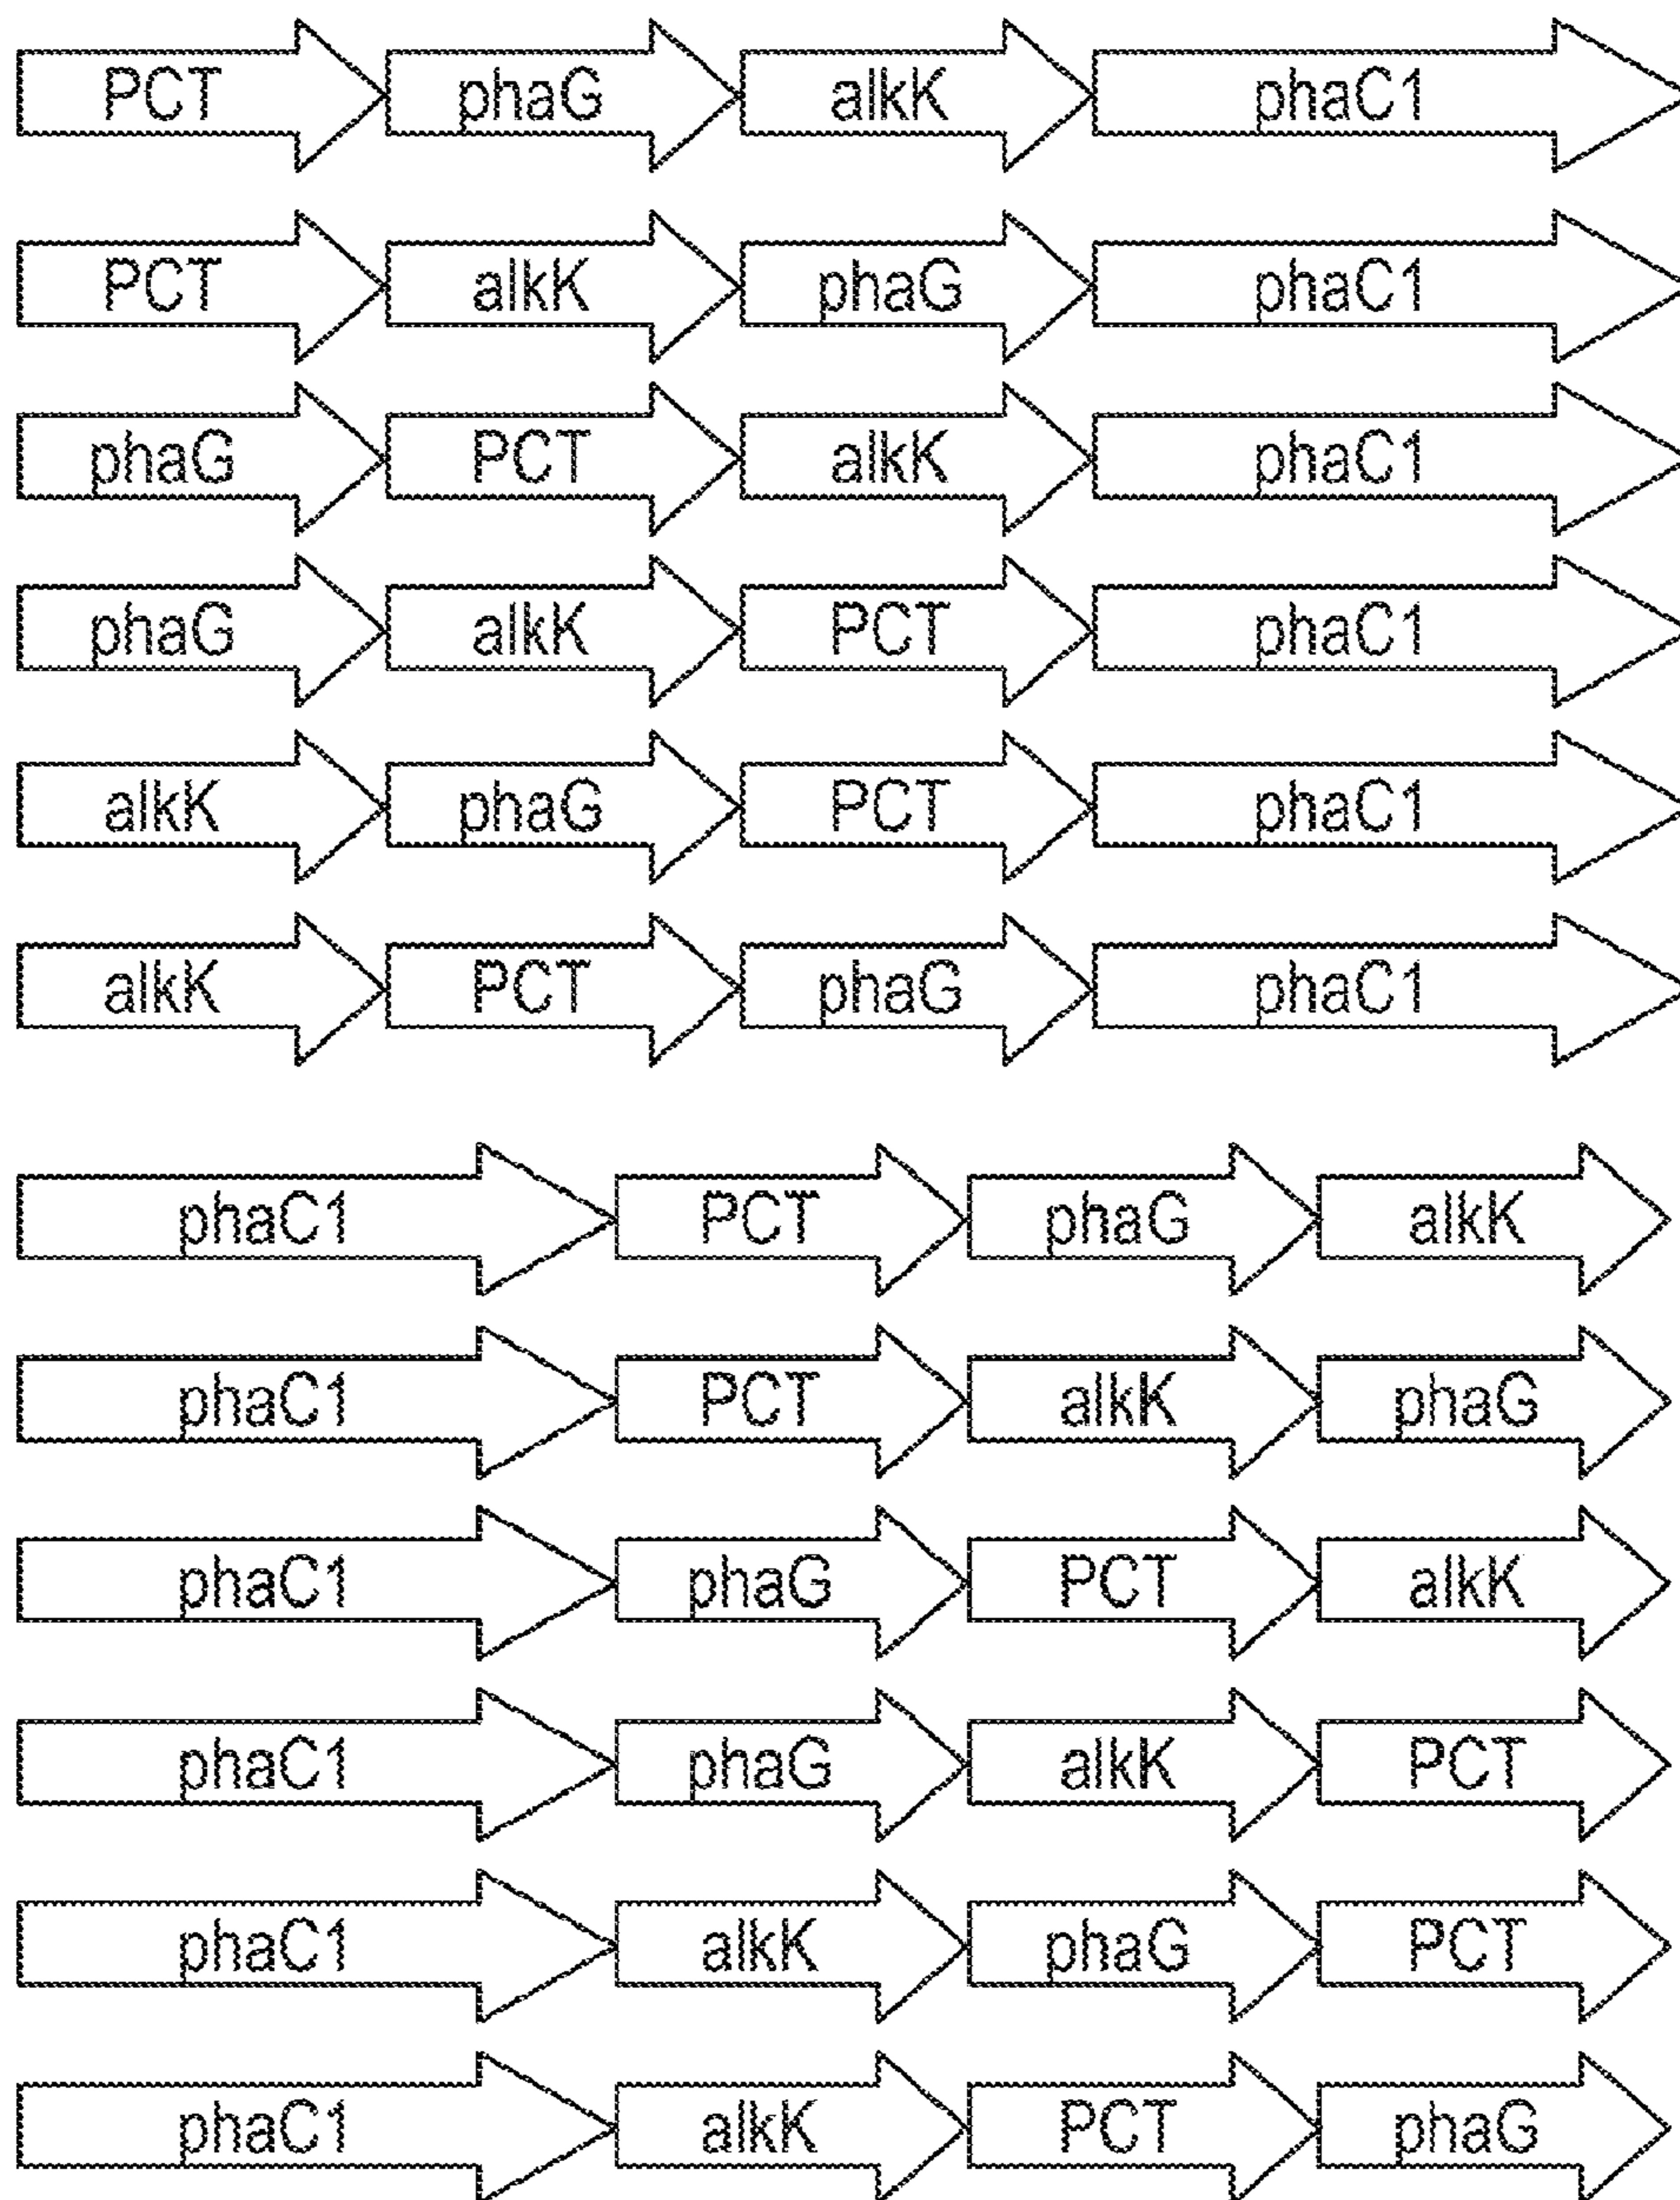 PCT phaG alkK phaC1
PCT alkK phaG phaC1
phaG PCT alkK phaC1
phaG alkK PCT phaC1
alkK phaG PCT phaC1
alkK PCT phaG phaC1
phaC1 PCT phaG alkK
phaC1 PCT alkK phaG
phaC1 phaG PCT alkK
phaC1 phaG alkK PCT
phaC1 alkK phaG PCT
phaC1 alkK PCT phaG